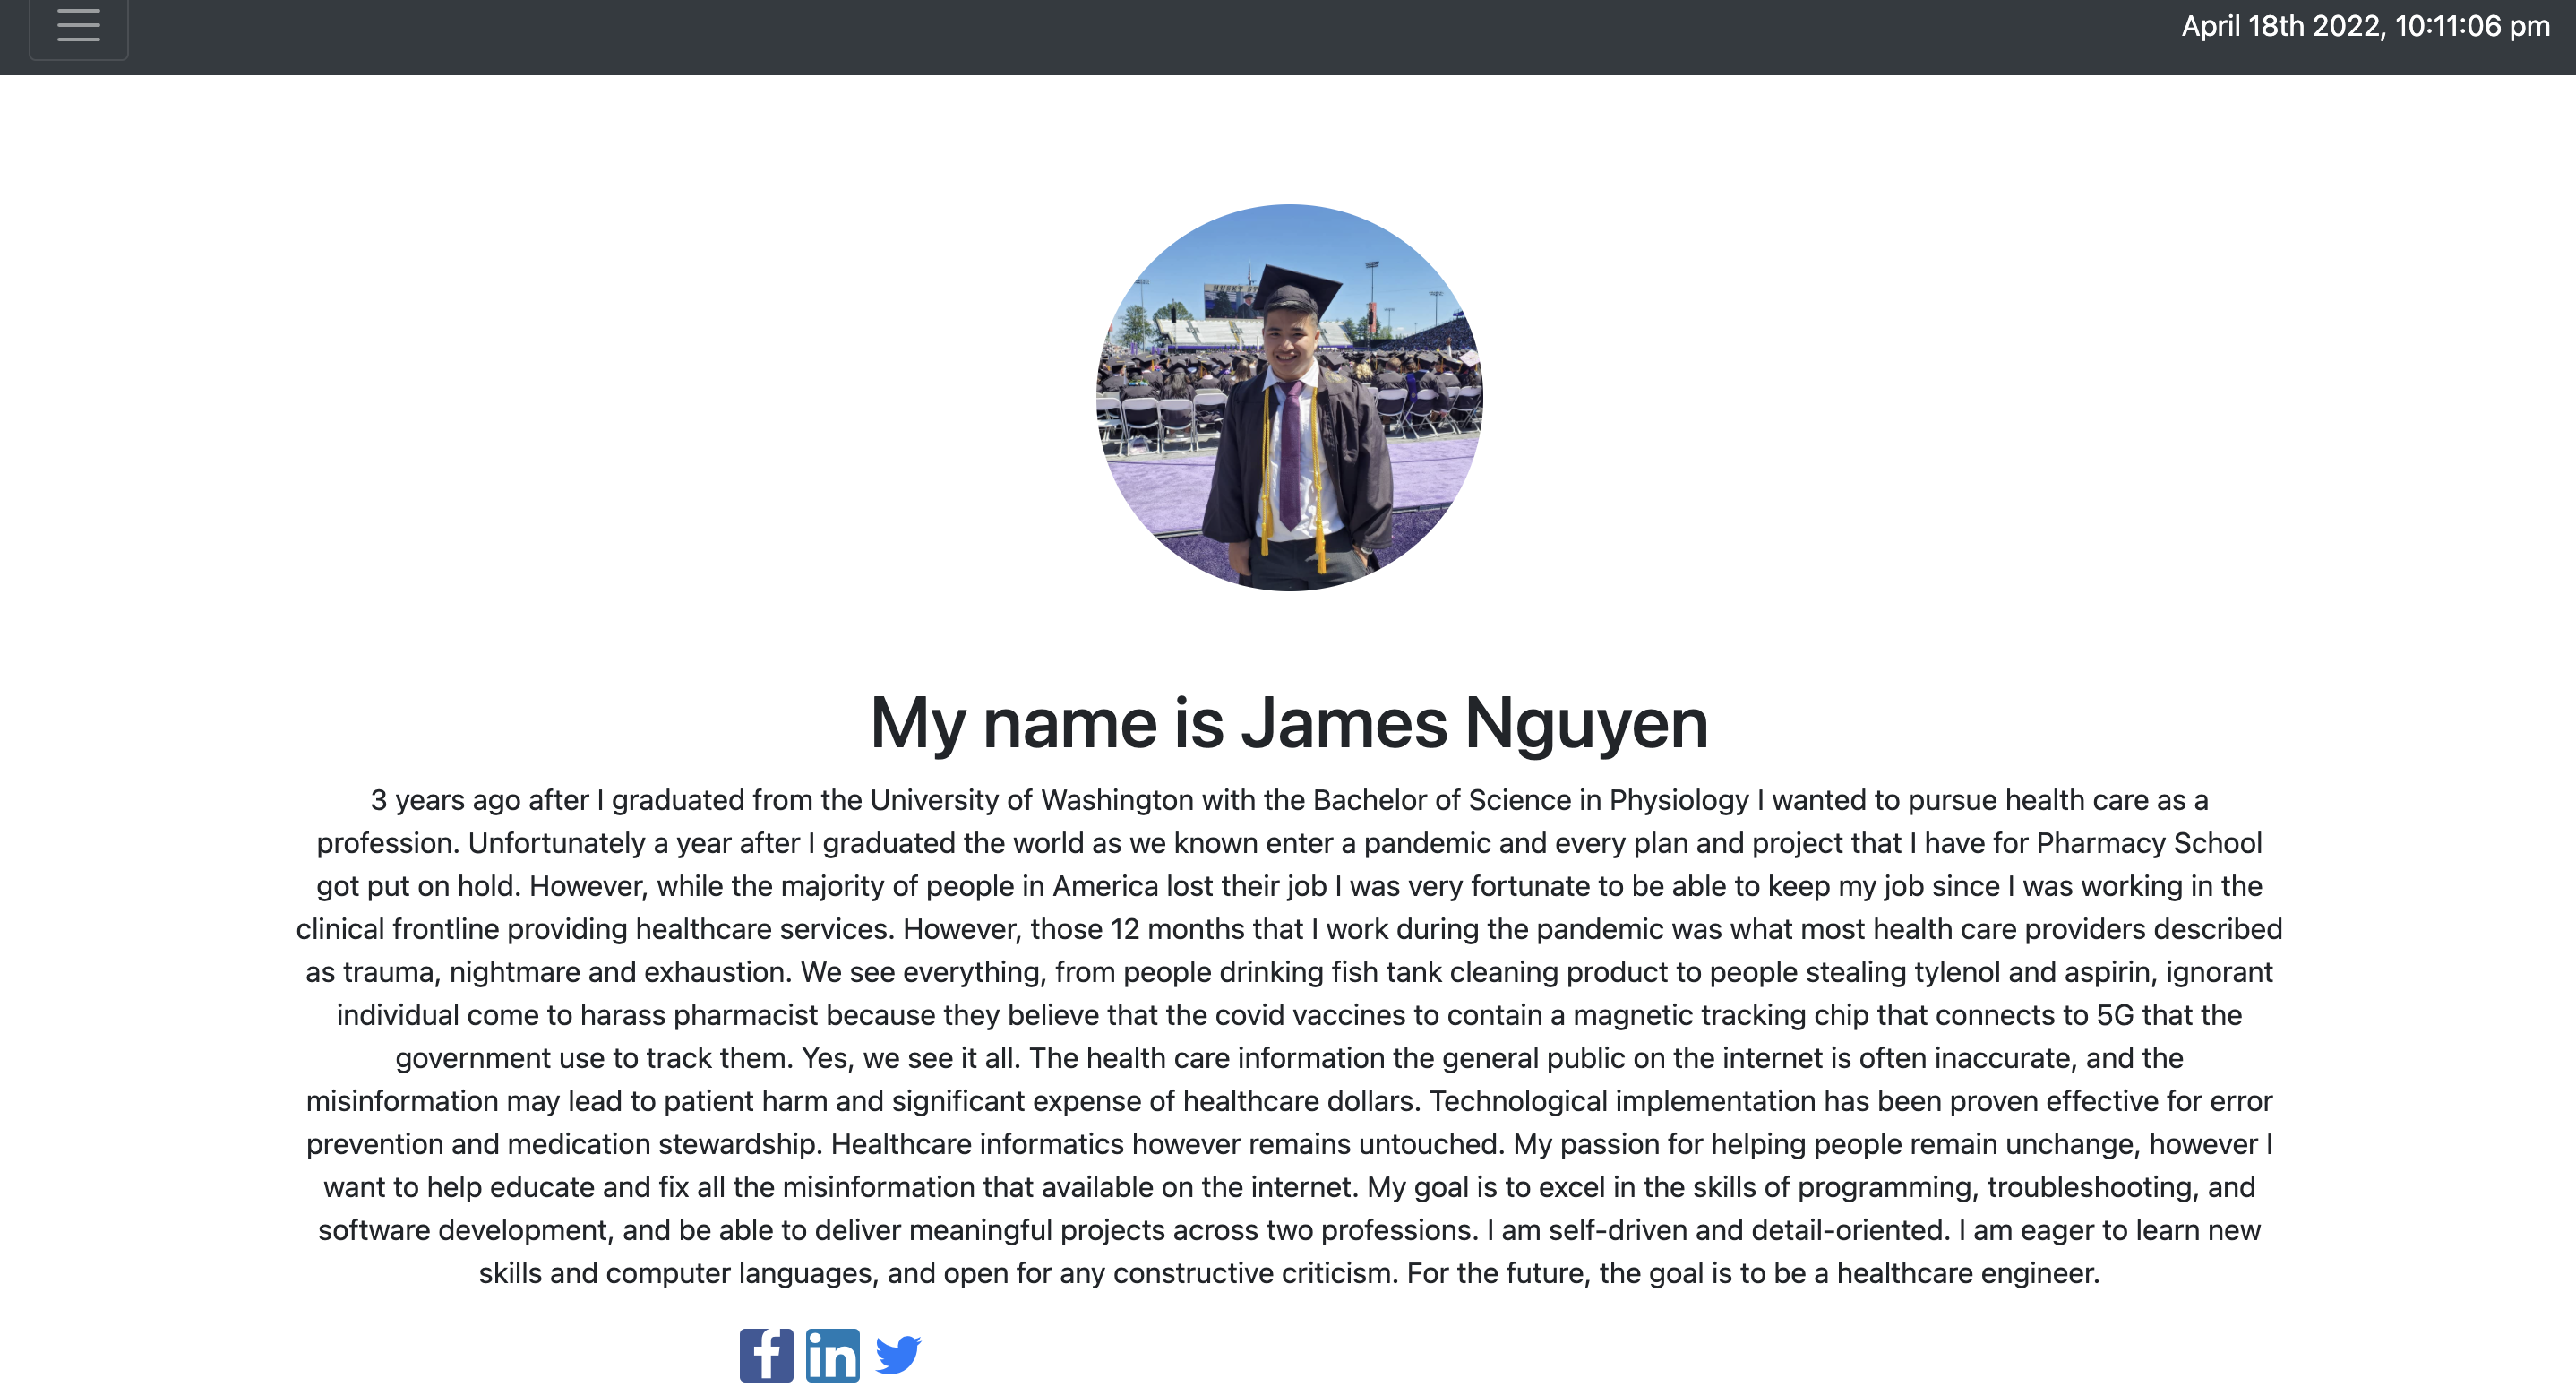 April 18th 2022, 10:11:06 pm
HUSKY ST
My name is James Nguyen
3 years ago after I graduated from the University of Washington with the Bachelor of Science in Physiology I wanted to pursue health care as a
profession. Unfortunately a year after I graduated the world as we known enter a pandemic and every plan and project that I have for Pharmacy School
got put on hold. However, while the majority of people in America lost their job I was very fortunate to be able to keep my job since I was working in the
clinical frontline providing healthcare services. However, those 12 months that I work during the pandemic was what most health care providers described
as trauma, nightmare and exhaustion. We see everything, from people drinking fish tank cleaning product to people stealing tylenol and aspirin, ignorant
individual come to harass pharmacist because they believe that the covid vaccines to contain a magnetic tracking chip that connects to 5G that the
government use to track them. Yes, we see it all. The health care information the general public on the internet is often inaccurate, and the
misinformation may lead to patient harm and significant expense of healthcare dollars. Technological implementation has been proven effective for error
prevention and medication stewardship. Healthcare informatics however remains untouched. My passion for helping people remain unchange, however I
want to help educate and fix all the misinformation that available on the internet. My goal is to excel in the skills of programming, troubleshooting, and
software development, and be able to deliver meaningful projects across two professions. I am self-driven and detail-oriented. I am eager to learn new
skills and computer languages, and open for any constructive criticism. For the future, the goal is to be a healthcare engineer.
f in